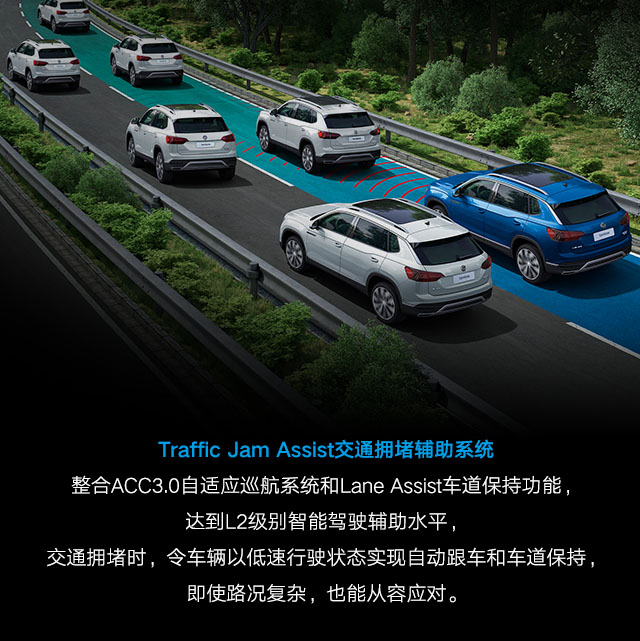 Traffic Jam Assist交通拥堵辅助系统
整合ACC3.0自适应巡航系统和Lane Assist车道保持功能，
达到L2级别智能驾驶辅助水平，
交通拥堵时，令车辆以低速行驶状态实现自动跟车和车道保持，
即使路况复杂，也能从容应对。